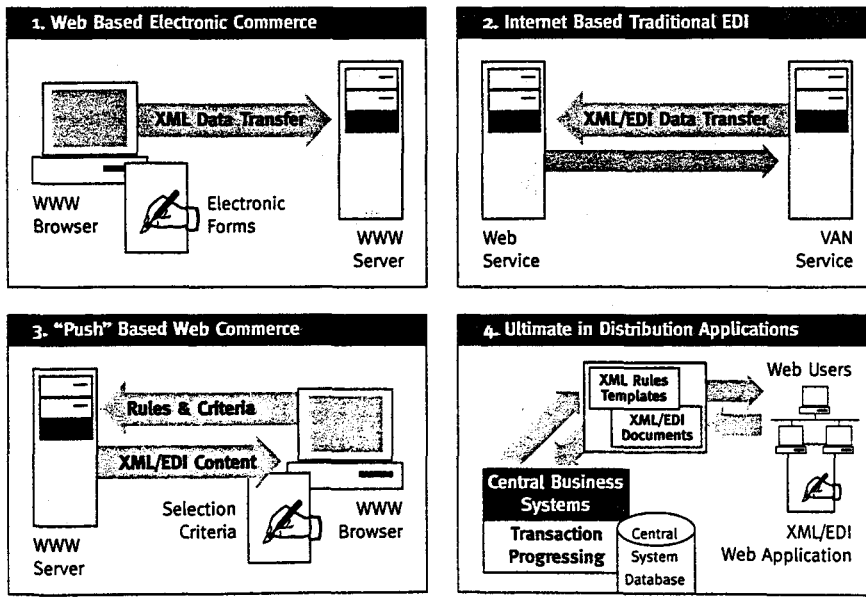 1. Web Based Electronic Commerce
XML Data Transfer
WWW
Browser
Electronic
Forms
WWW
Server
2. Internet Based Traditional EDI
XML/EDI Data Transfer
Web
Service
VAN
Service
3. “Push” Based Web Commerce
Rules & Criteria
XML/EDI Content
Selection
Criteria
WWW
Browser
WWW
Server
4. Ultimate in Distribution Applications
XML Rules
Templates
XML/EDI
Documents
Web Users
Central Business
Systems
Transaction
Progressing
Central
System
Database
XML/EDI
Web Application